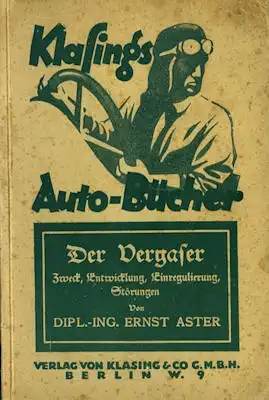 Klasings
Auto-Bücher
Der Vergaser
Zweck, Entwicklung, Einregulierung,
Störungen
Von
DIPL.-ING. ERNST ASTER
VERLAG VON KLASING & CO G.M.B.H.
BERLIN W. 9